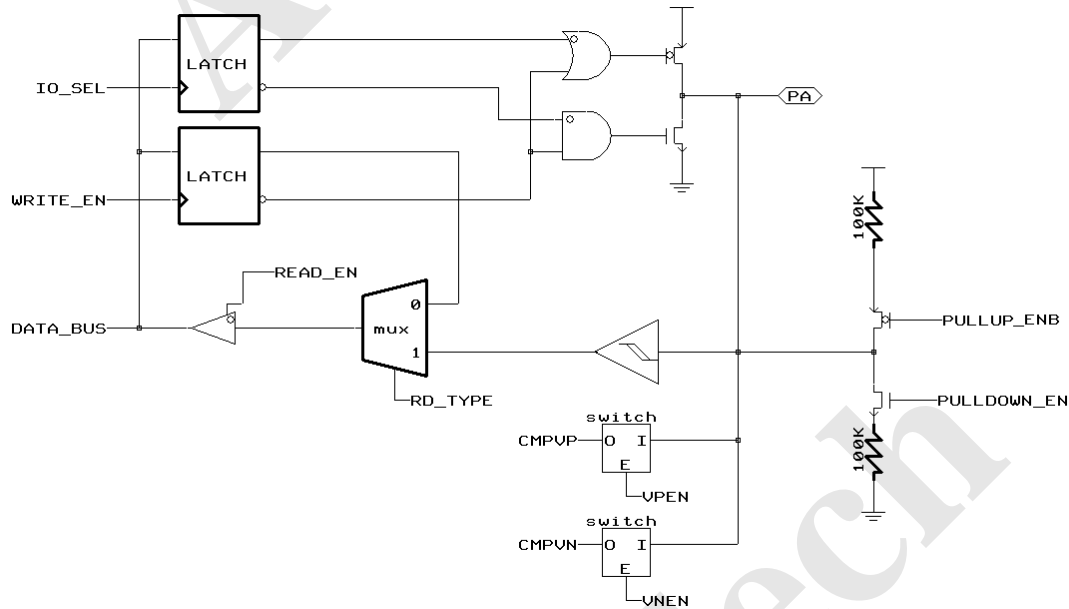 LATCH
IO_SEL
PA
LATCH
WRITE_EN
100K
READ_EN
0
DATA_BUS
mux
PULLUP_ENB
1
RD_TYPE
PULLDOWN_EN
switch
CMPVP O I
100K
E
VPEN
switch
CMPVN O I
E
VNEN